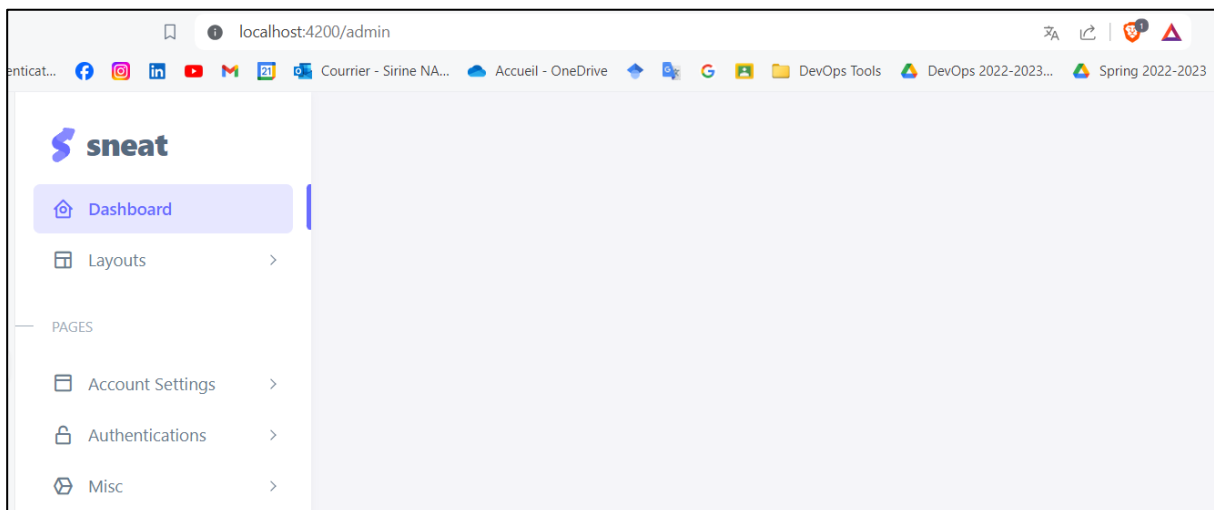 localhost:4200/admin
enticat... 21 Courrier - Sirine NA... Accueil - OneDrive G DevOps Tools DevOps 2022-2023... Spring 2022-2023
sneat
Dashboard
Layouts
PAGES
Account Settings
Authentications
Misc